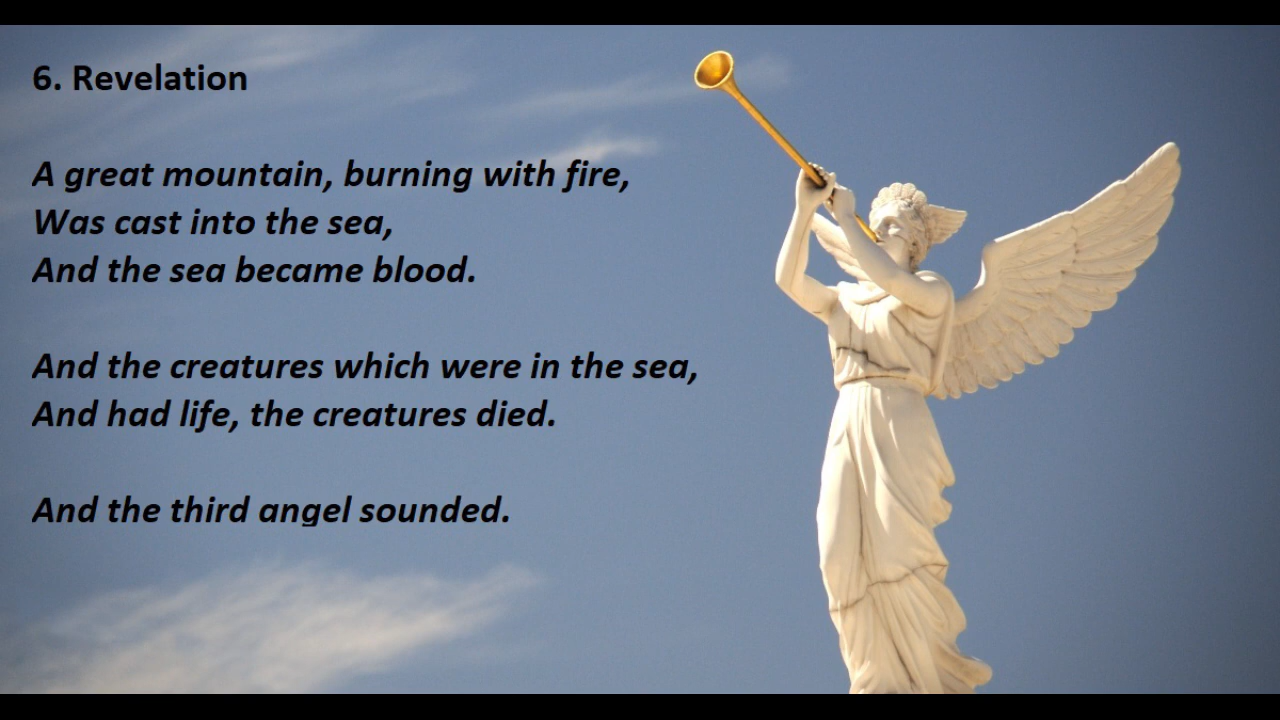 6. Revelation
A great mountain, burning with fire,
Was cast into the sea,
And the sea became blood.
And the creatures which were in the sea,
And had life, the creatures died.
And the third angel sounded.